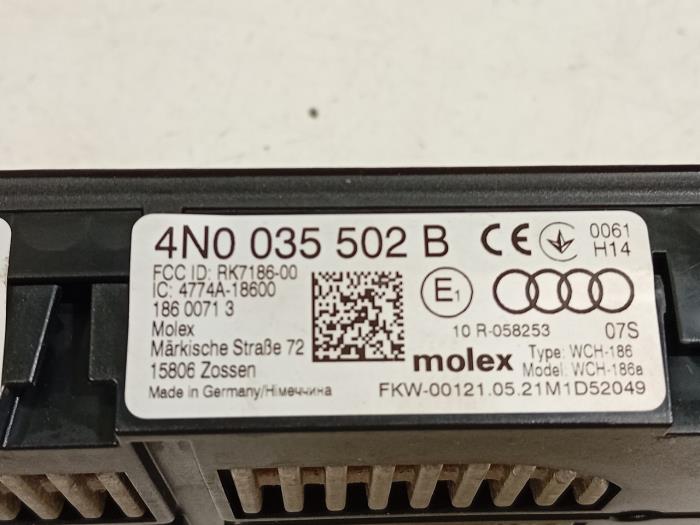 4N0 035 502 B CE 0061
H14
FCC ID: RK7186-00
IC: 4774A-18600
186 0071 3
Molex
Märkische Straße 72
15806 Zossen
Made in Germany/Німеччина
E1
10 R-058253 07S
molex Type: WCH-186
Model: WCH-186a
FKW-00121.05.21M1D52049